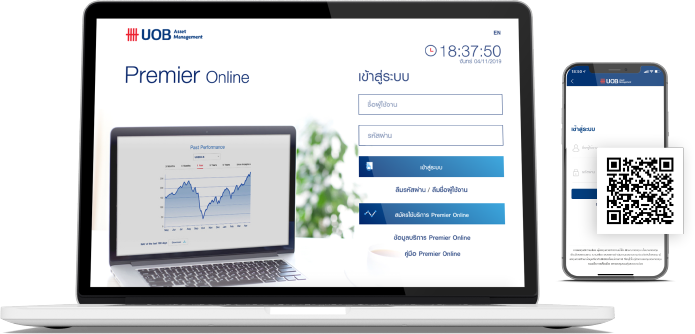 UOB Asset Management
EN
18:37:50
จันทร์ 04/11/2019
Premier Online
เข้าสู่ระบบ
ชื่อผู้ใช้งาน
รหัสผ่าน
เข้าสู่ระบบ
ลืมรหัสผ่าน / ลืมชื่อผู้ใช้งาน
สมัครใช้บริการ Premier Online
ข้อมูลบริการ Premier Online
คู่มือ Premier Online
Past Performance
UOB Asset Management
เข้าสู่ระบบ